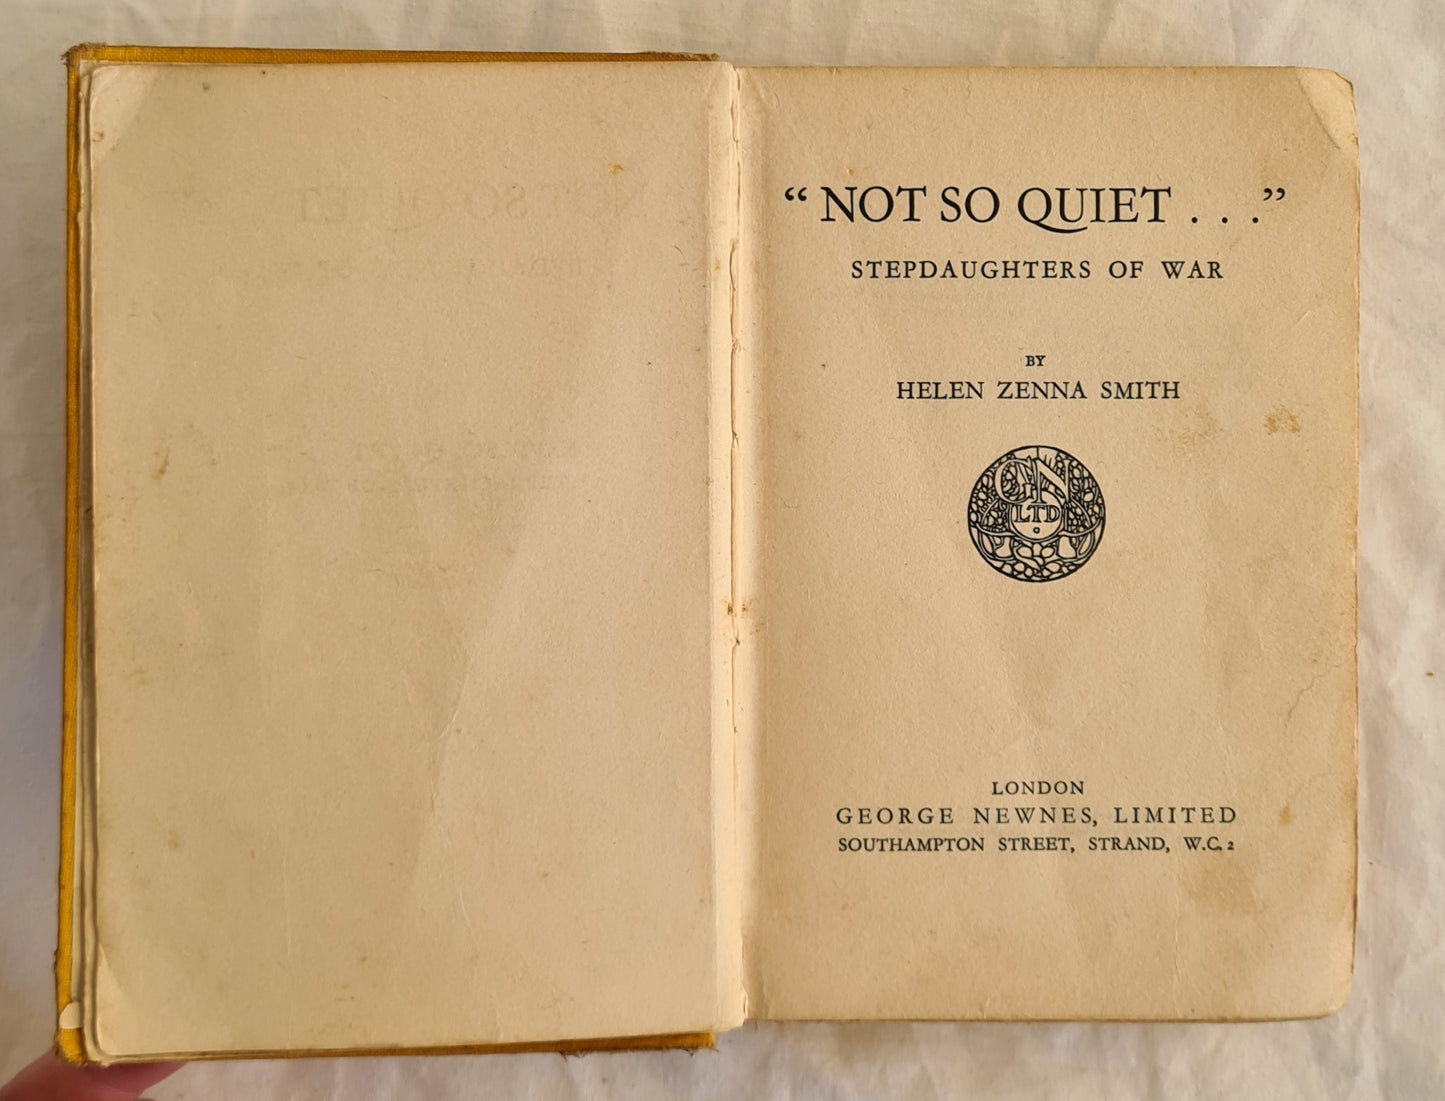 “ NOT SO QUIET . . .”
STEPDAUGHTERS OF WAR
BY
HELEN ZENNA SMITH
GN
LTD
LONDON
GEORGE NEWNES, LIMITED
SOUTHAMPTON STREET, STRAND, W.C. 2